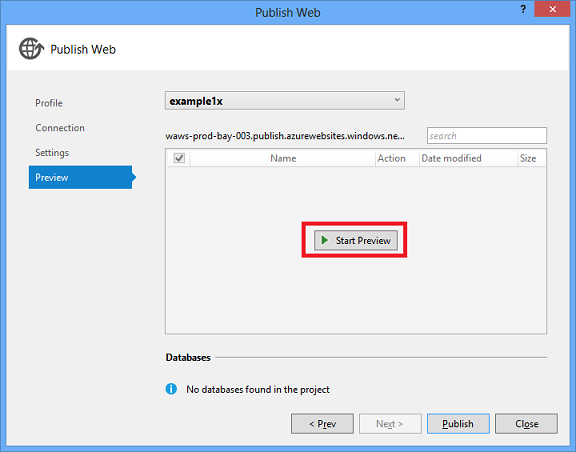 Publish Web
?
Publish Web
Profile
Connection
Settings
Preview
example1x
waws-prod-bay-003.publish.azurewebsites.windows.ne...
search
Name Action Date modified Size
Start Preview
Databases
No databases found in the project
< Prev Next > Publish Close